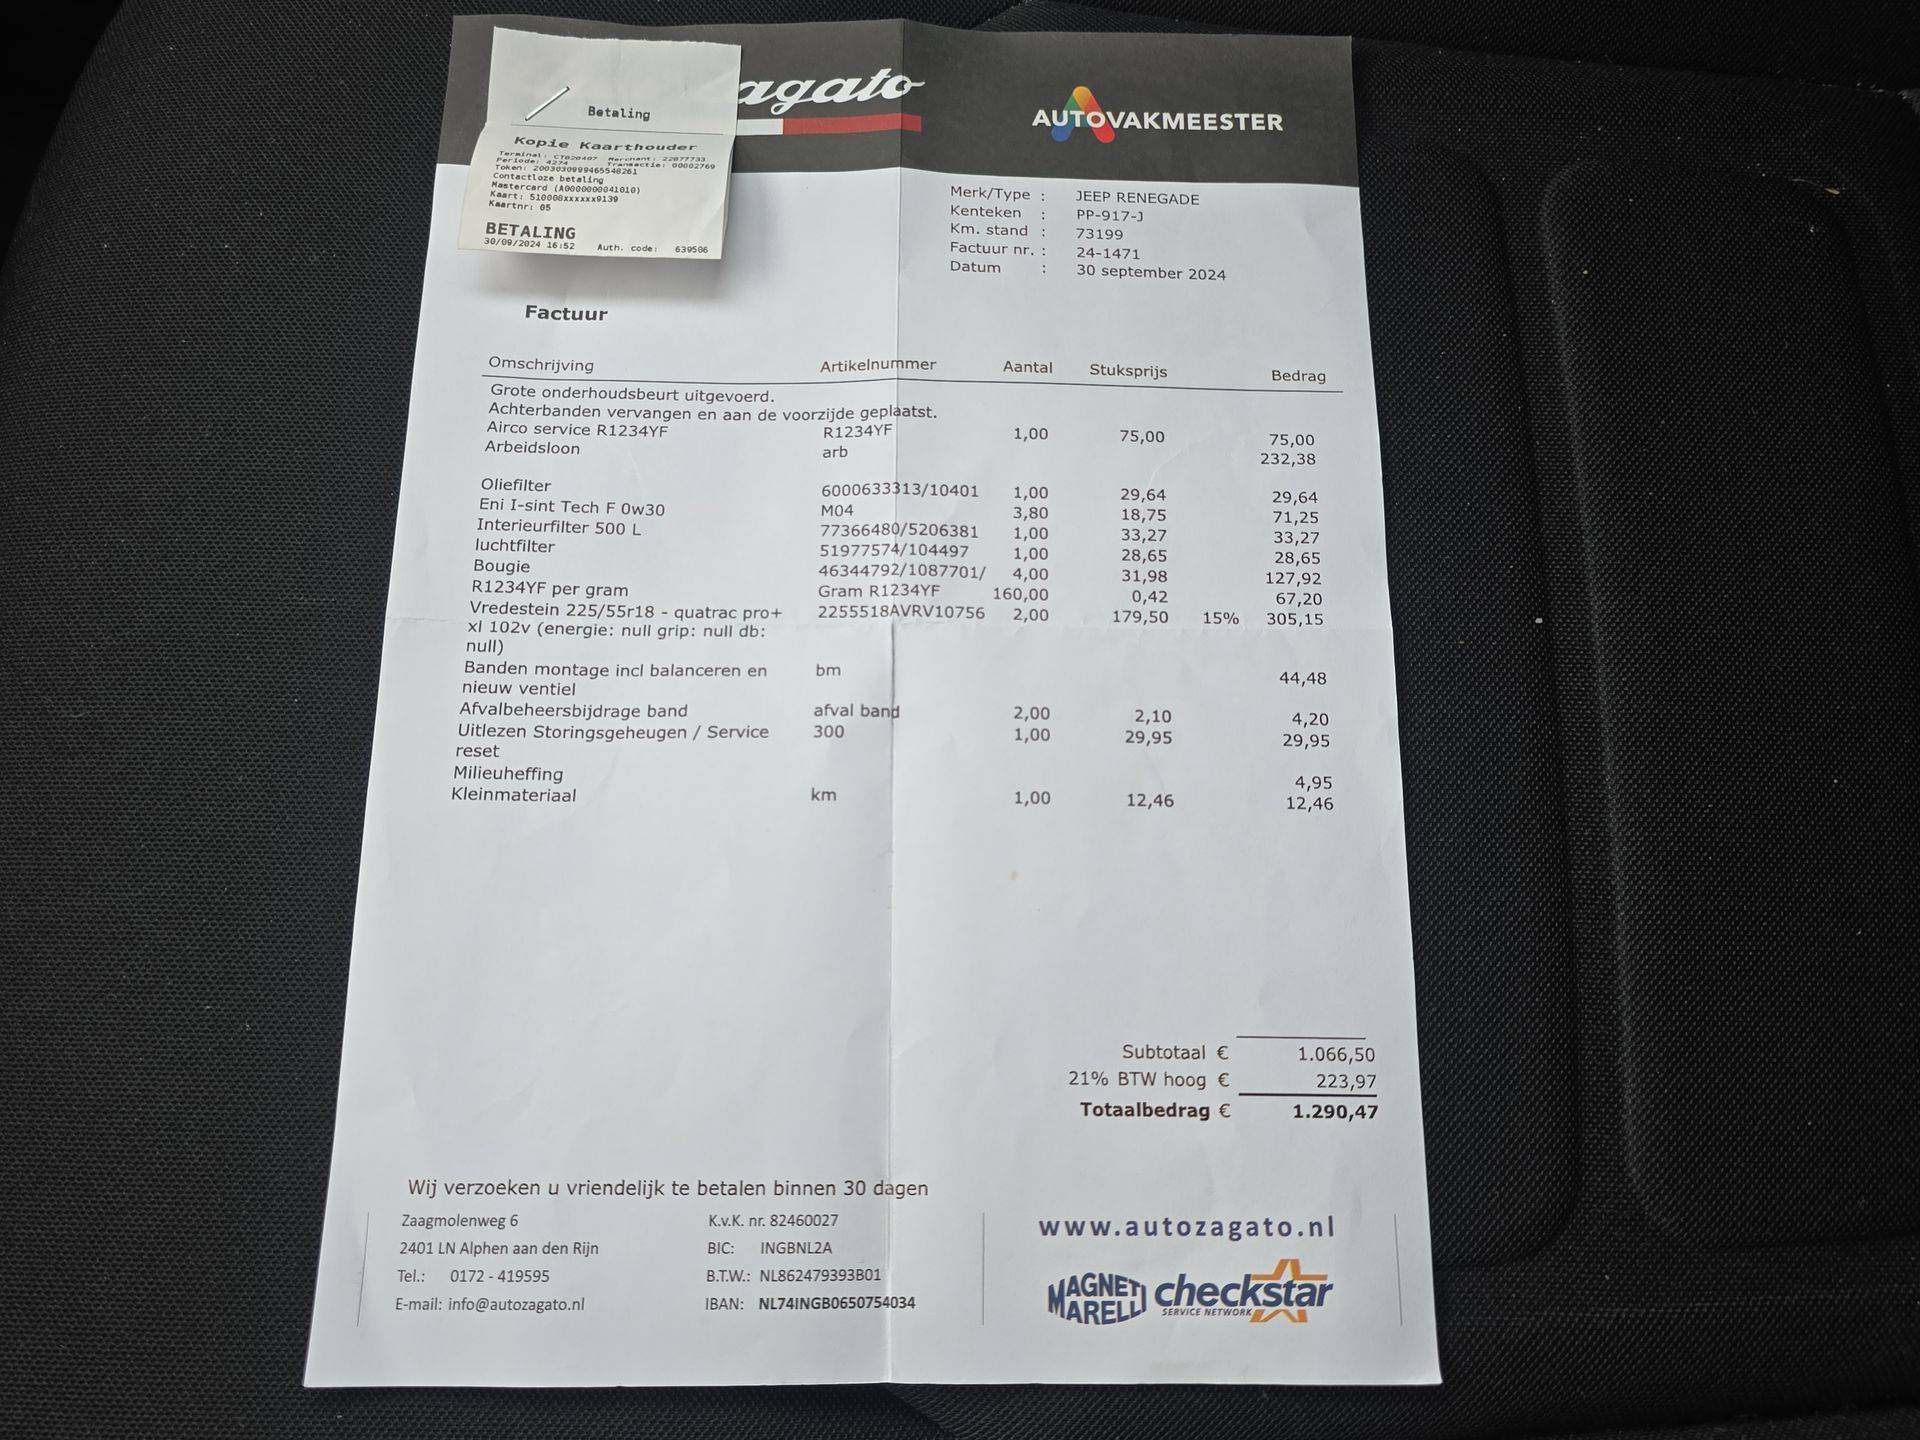 agato
AUTOVAKMEESTER
Betaling
Kopie Kaarthouder
Terminal: CT820407 Merchant: 22877733
Periode: 4274 Transactie: 00002769
Token: 2003030999465548261
Contactloze betaling
Mastercard (A0000000041010)
Kaart: 510008xxxxxx9139
Kaartnr: 05
BETALING
30/09/2024 16:52 Auth. code: 639506
Merk/Type : JEEP RENEGADE
Kenteken : PP-917-J
Km. stand : 73199
Factuur nr. : 24-1471
Datum : 30 september 2024
Factuur
Omschrijving Artikelnummer Aantal Stuksprijs Bedrag
Grote onderhoudsbeurt uitgevoerd.
Achterbanden vervangen en aan de voorzijde geplaatst.
Airco service R1234YF R1234YF 1,00 75,00 75,00
Arbeidsloon arb 232,38
Oliefilter 6000633313/10401 1,00 29,64 29,64
Eni I-sint Tech F 0w30 M04 3,80 18,75 71,25
Interieurfilter 500 L 77366480/5206381 1,00 33,27 33,27
luchtfilter 51977574/104497 1,00 28,65 28,65
Bougie 46344792/1087701/ 4,00 31,98 127,92
R1234YF per gram Gram R1234YF 160,00 0,42 67,20
Vredestein 225/55r18 - quatrac pro+ 2255518AVRV10756 2,00 179,50 15% 305,15
xl 102v (energie: null grip: null db:
null)
Banden montage incl balanceren en bm 44,48
nieuw ventiel
Afvalbeheersbijdrage band afval band 2,00 2,10 4,20
Uitlezen Storingsgeheugen / Service 300 1,00 29,95 29,95
reset
Milieuheffing 4,95
Kleinmateriaal km 1,00 12,46 12,46
Subtotaal € 1.066,50
21% BTW hoog € 223,97
Totaalbedrag € 1.290,47
Wij verzoeken u vriendelijk te betalen binnen 30 dagen
Zaagmolenweg 6 K.v.K. nr. 82460027
2401 LN Alphen aan den Rijn BIC: INGBNL2A
Tel.: 0172 - 419595 B.T.W.: NL862479393B01
E-mail: info@autozagato.nl IBAN: NL74INGB0650754034
www.autozagato.nl
MAGNETI MARELLI checkstar
SERVICE NETWORK